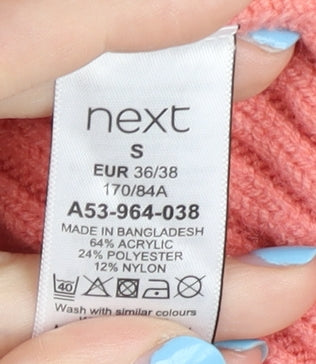 next
S
EUR 36/38
170/84A
A53-964-038
MADE IN BANGLADESH
64% ACRYLIC
24% POLYESTER
12% NYLON
40
Wash with similar colours